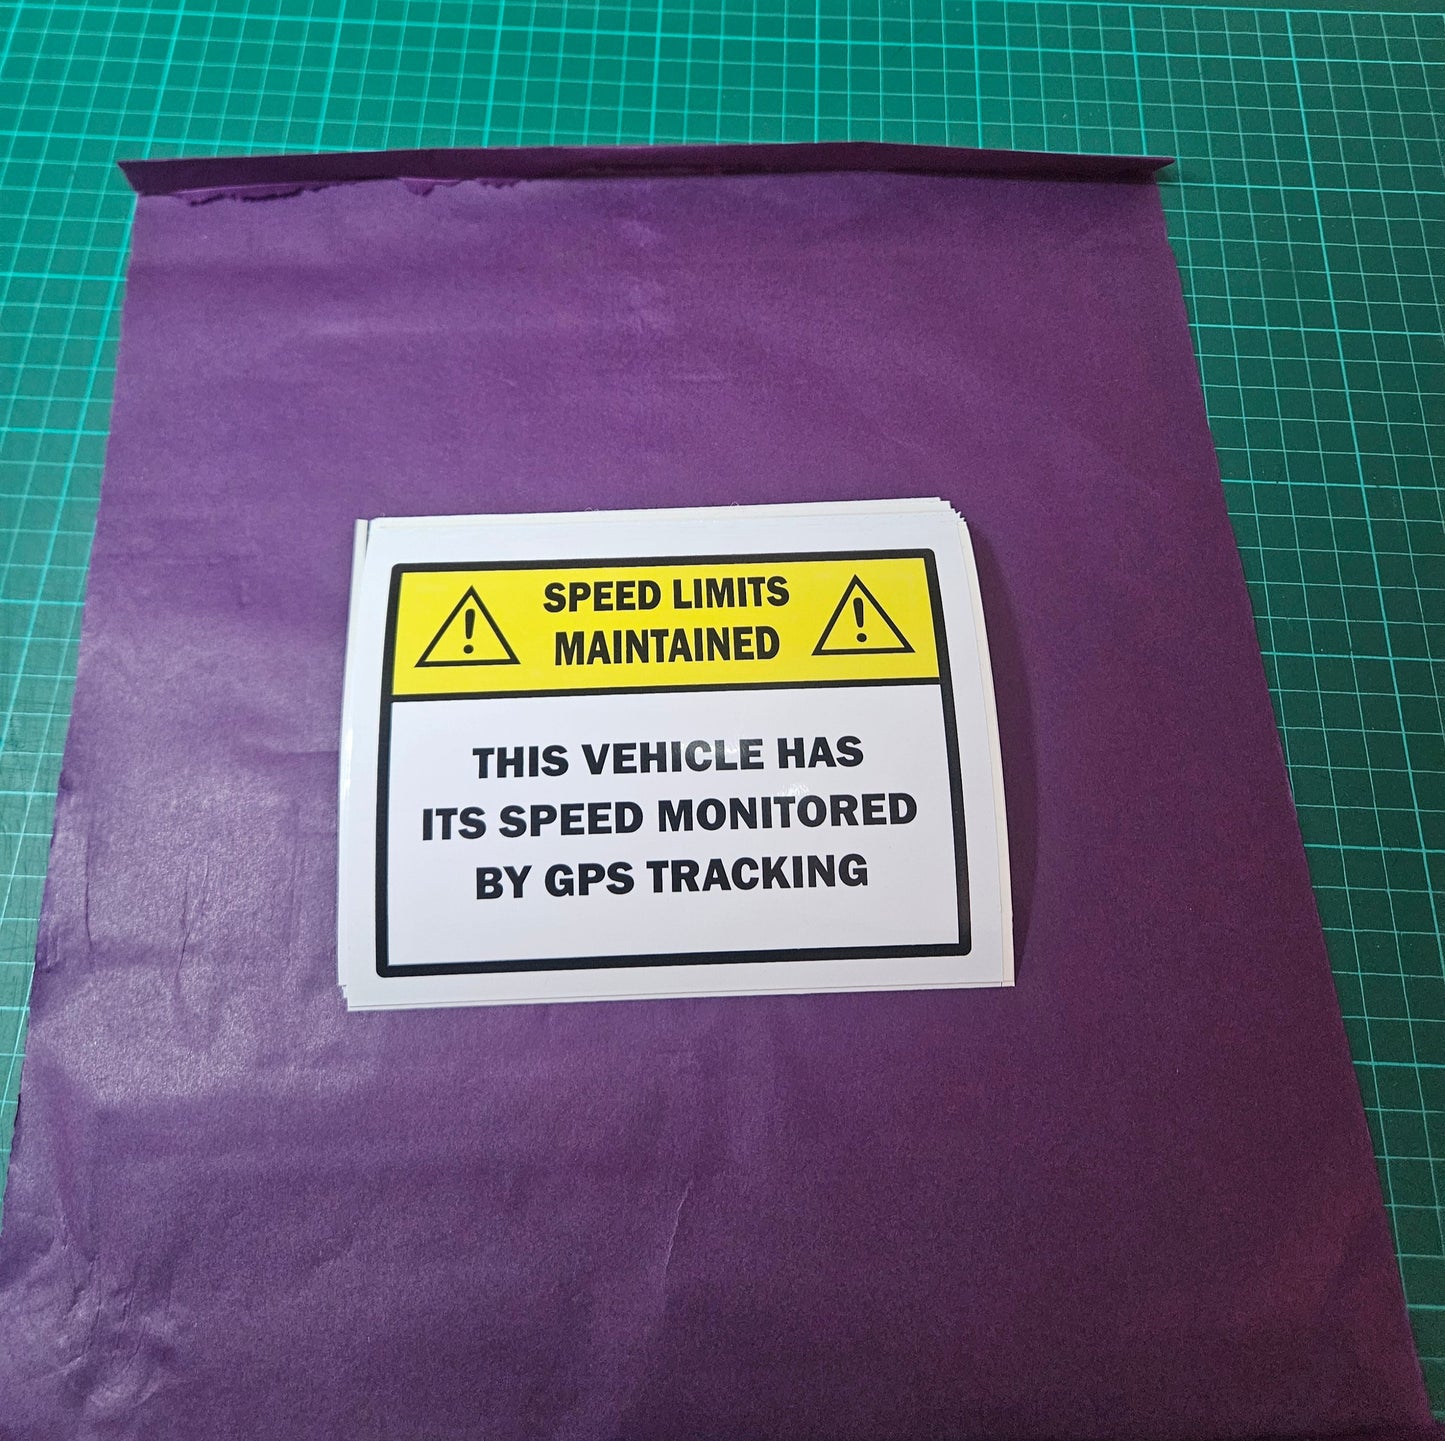 SPEED LIMITS
MAINTAINED
THIS VEHICLE HAS
ITS SPEED MONITORED
BY GPS TRACKING